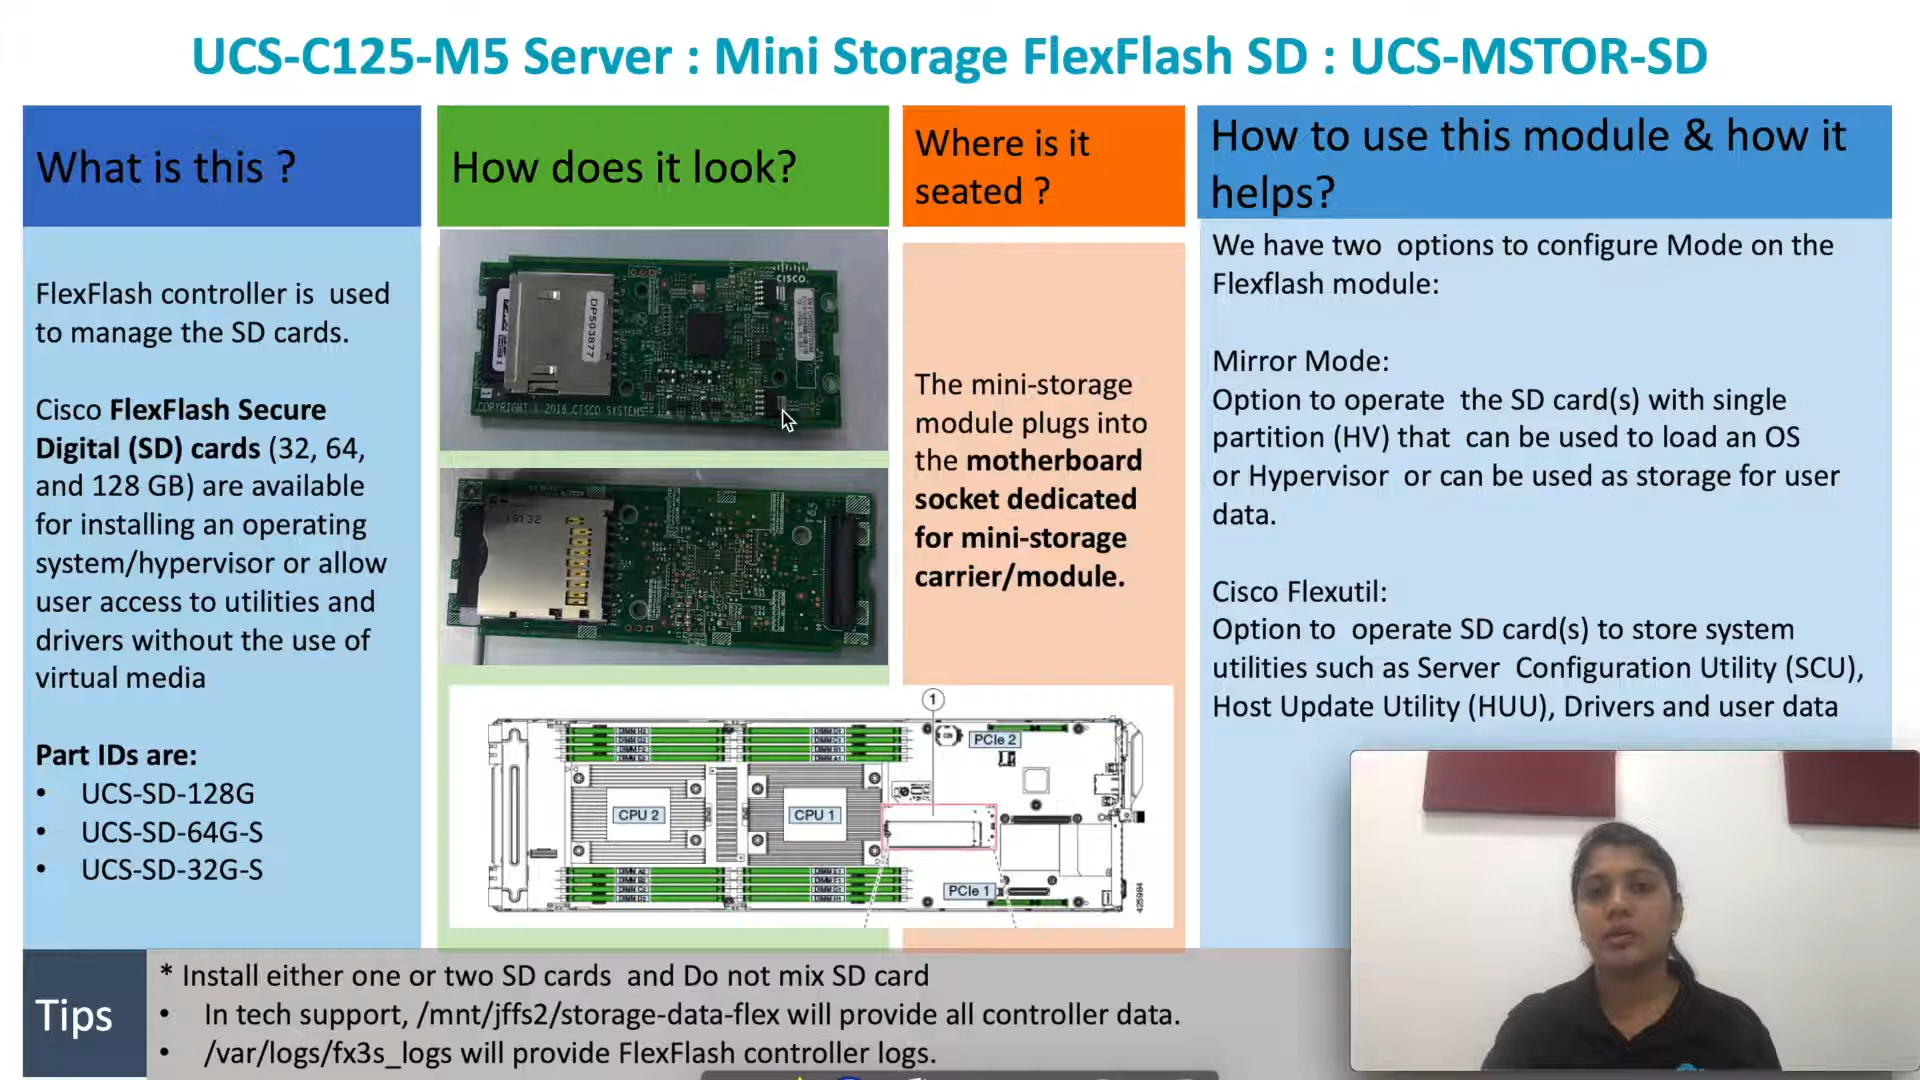 UCS-C125-M5 Server : Mini Storage FlexFlash SD : UCS-MSTOR-SD
What is this ?
FlexFlash controller is used
to manage the SD cards.
Cisco FlexFlash Secure
Digital (SD) cards (32, 64,
and 128 GB) are available
for installing an operating
system/hypervisor or allow
user access to utilities and
drivers without the use of
virtual media
Part IDs are:
• UCS-SD-128G
• UCS-SD-64G-S
• UCS-SD-32G-S
How does it look?
CISCO
DP503877
COPYRIGHT 2016 CISCO SYSTEMS
Where is it
seated ?
The mini-storage
module plugs into
the motherboard
socket dedicated
for mini-storage
carrier/module.
1
PCIe 2
CPU 2
CPU 1
PCIe 1
425984
How to use this module & how it
helps?
We have two options to configure Mode on the
Flexflash module:
Mirror Mode:
Option to operate the SD card(s) with single
partition (HV) that can be used to load an OS
or Hypervisor or can be used as storage for user
data.
Cisco Flexutil:
Option to operate SD card(s) to store system
utilities such as Server Configuration Utility (SCU),
Host Update Utility (HUU), Drivers and user data
Tips
* Install either one or two SD cards and Do not mix SD card
• In tech support, /mnt/jffs2/storage-data-flex will provide all controller data.
• /var/logs/fx3s_logs will provide FlexFlash controller logs.